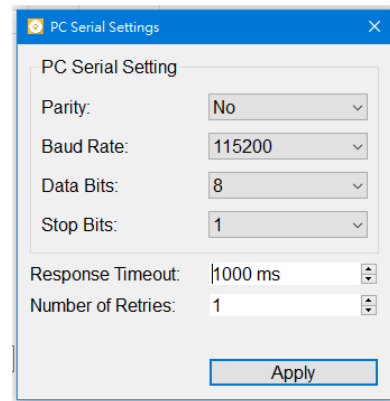 PC Serial Settings
PC Serial Setting
Parity: No
Baud Rate: 115200
Data Bits: 8
Stop Bits: 1
Response Timeout: 1000 ms
Number of Retries: 1
Apply